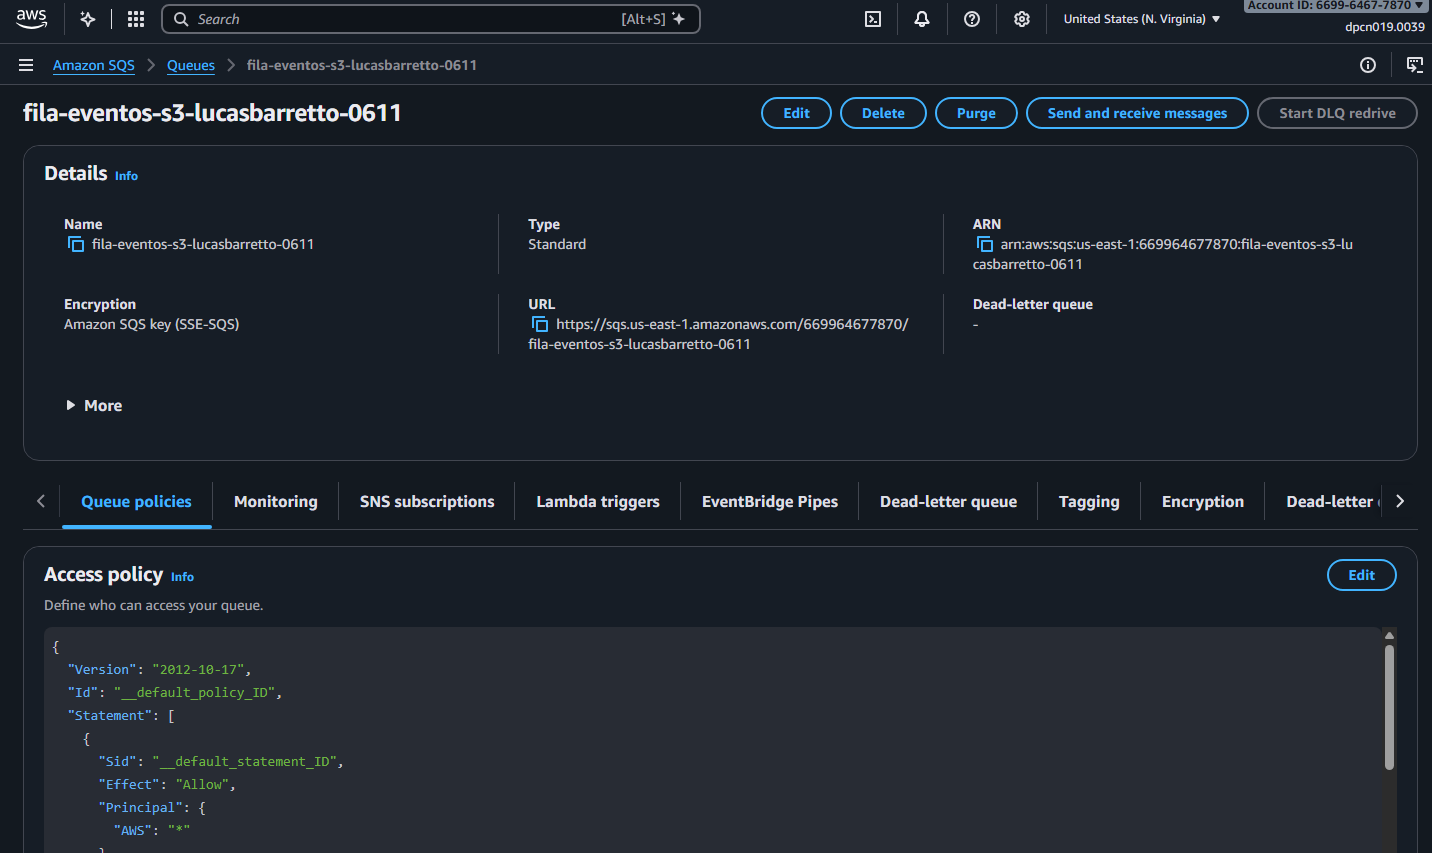 aws
Search
[Alt+S]
United States (N. Virginia)
Account ID: 6699-6467-7870
dpcn019.0039
Amazon SQS
Queues
fila-eventos-s3-lucasbarretto-0611
fila-eventos-s3-lucasbarretto-0611
Edit
Delete
Purge
Send and receive messages
Start DLQ redrive
Details Info
Name
fila-eventos-s3-lucasbarretto-0611
Type
Standard
ARN
arn:aws:sqs:us-east-1:669964677870:fila-eventos-s3-lu
casbarretto-0611
Encryption
Amazon SQS key (SSE-SQS)
URL
https://sqs.us-east-1.amazonaws.com/669964677870/
fila-eventos-s3-lucasbarretto-0611
Dead-letter queue
-
More
Queue policies
Monitoring
SNS subscriptions
Lambda triggers
EventBridge Pipes
Dead-letter queue
Tagging
Encryption
Dead-letter
Access policy Info
Edit
Define who can access your queue.
{
"Version": "2012-10-17",
"Id": "__default_policy_ID",
"Statement": [
{
"Sid": "__default_statement_ID",
"Effect": "Allow",
"Principal": {
"AWS": "*"